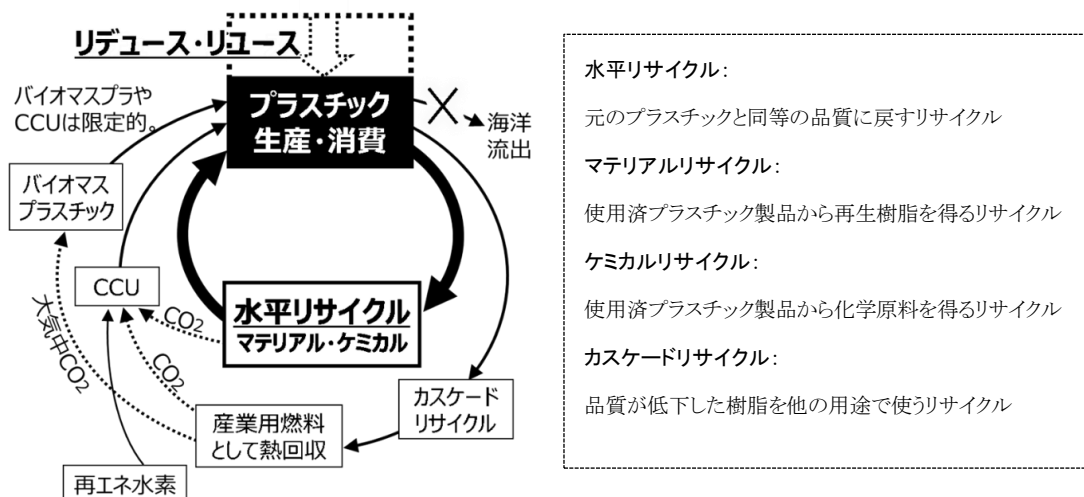 リデュース・リユース
バイオマスプラや
CCUは限定的。
プラスチック
生産・消費
海洋
流出
バイオマス
プラスチック
CCU
水平リサイクル
マテリアル・ケミカル
CO2
CO2
大気中CO2
カスケード
リサイクル
産業用燃料
として熱回収
再エネ水素
水平リサイクル:
元のプラスチックと同等の品質に戻すリサイクル
マテリアルリサイクル:
使用済プラスチック製品から再生樹脂を得るリサイクル
ケミカルリサイクル:
使用済プラスチック製品から化学原料を得るリサイクル
カスケードリサイクル:
品質が低下した樹脂を他の用途で使うリサイクル